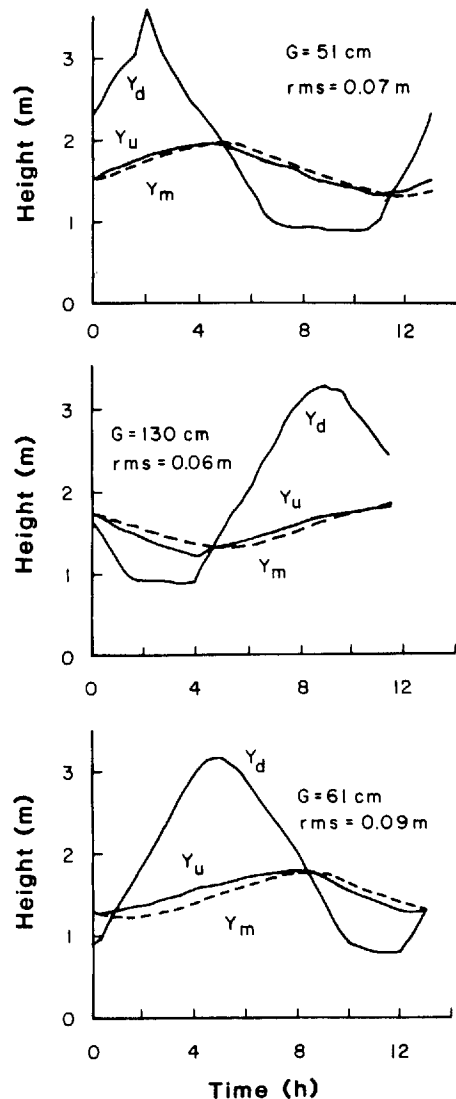 Height (m)
3
2
1
0
G = 51 cm
rms = 0.07 m
Y_d
Y_u
Y_m
0 4 8 12
Height (m)
3
2
1
0
G = 130 cm
rms = 0.06 m
Y_d
Y_u
Y_m
0 4 8 12
Height (m)
3
2
1
0
Y_d
G = 61 cm
rms = 0.09 m
Y_u
Y_m
0 4 8 12
Time (h)